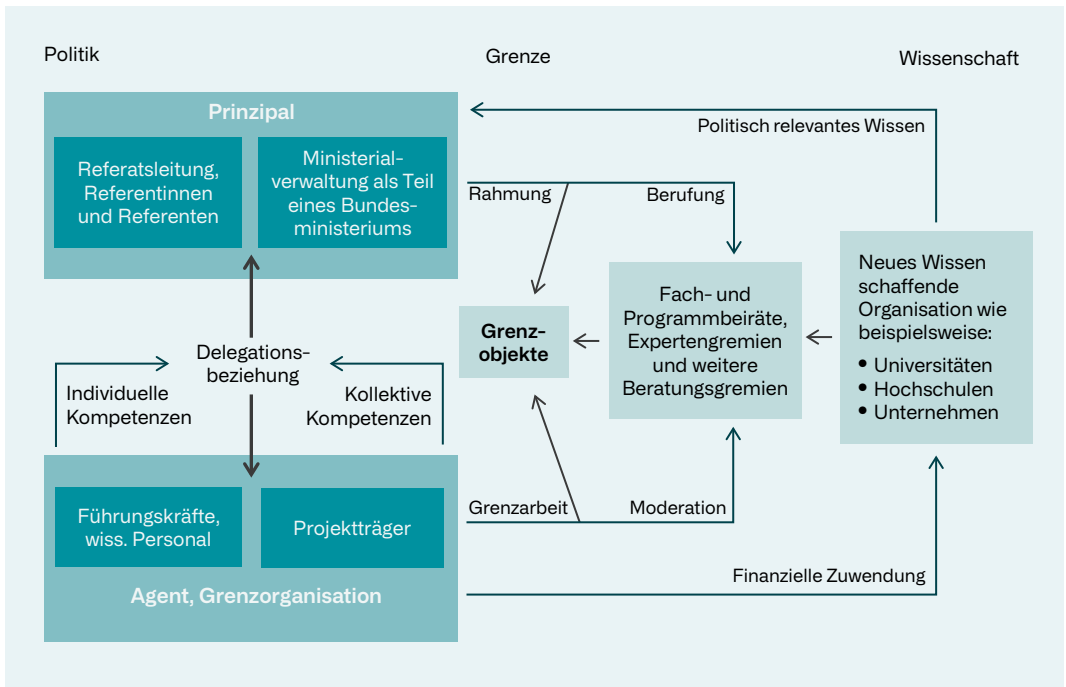 Politik
Grenze
Wissenschaft
Prinzipal
Referatsleitung,
Referentinnen
und Referenten
Ministerial-
verwaltung als Teil
eines Bundes-
ministeriums
Politisch relevantes Wissen
Rahmung
Berufung
Grenz-
objekte
Fach- und
Programmbeiräte,
Expertengremien
und weitere
Beratungsgremien
Neues Wissen
schaffende
Organisation wie
beispielsweise:
• Universitäten
• Hochschulen
• Unternehmen
Delegations-
beziehung
Individuelle
Kompetenzen
Kollektive
Kompetenzen
Führungskräfte,
wiss. Personal
Projektträger
Agent, Grenzorganisation
Grenzarbeit
Moderation
Finanzielle Zuwendung